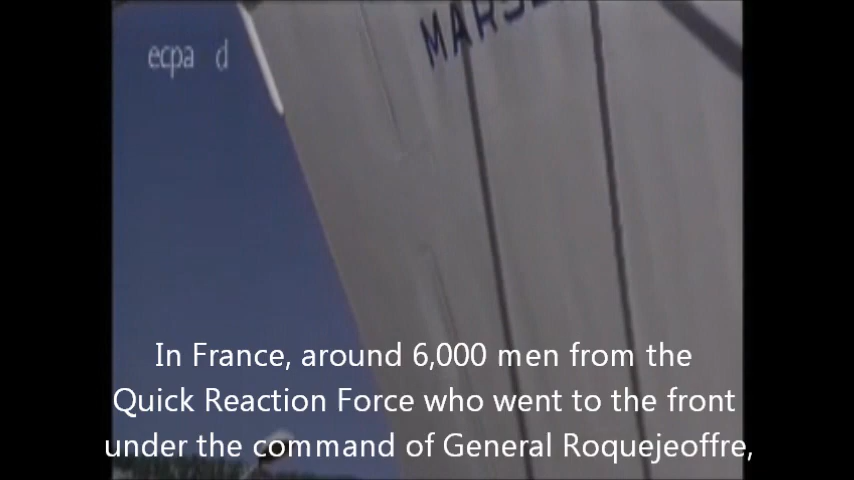 MARSE
ecpa d
In France, around 6,000 men from the
Quick Reaction Force who went to the front
under the command of General Roquejeoffre,